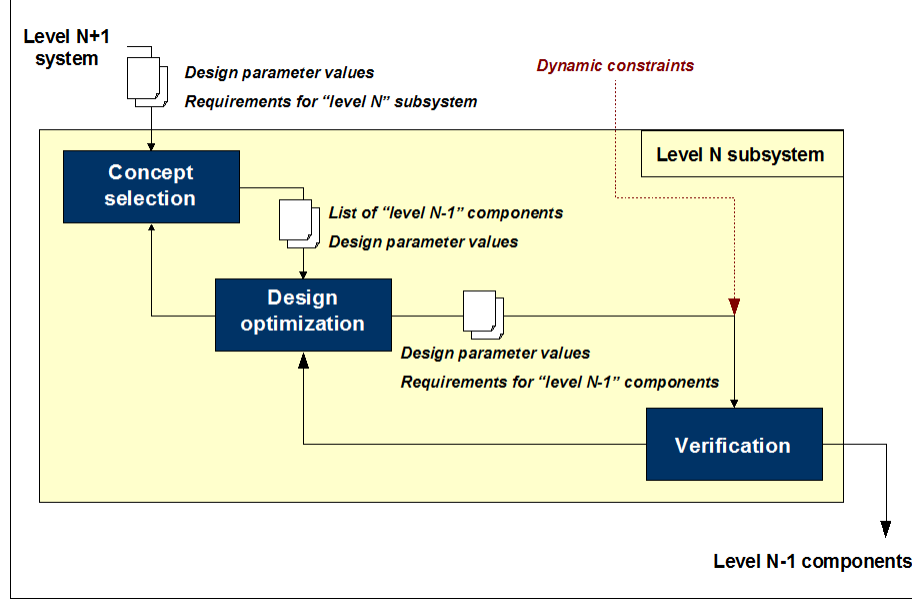 Level N+1
system
Design parameter values
Requirements for “level N” subsystem
Dynamic constraints
Level N subsystem
Concept
selection
List of “level N-1” components
Design parameter values
Design
optimization
Design parameter values
Requirements for “level N-1” components
Verification
Level N-1 components